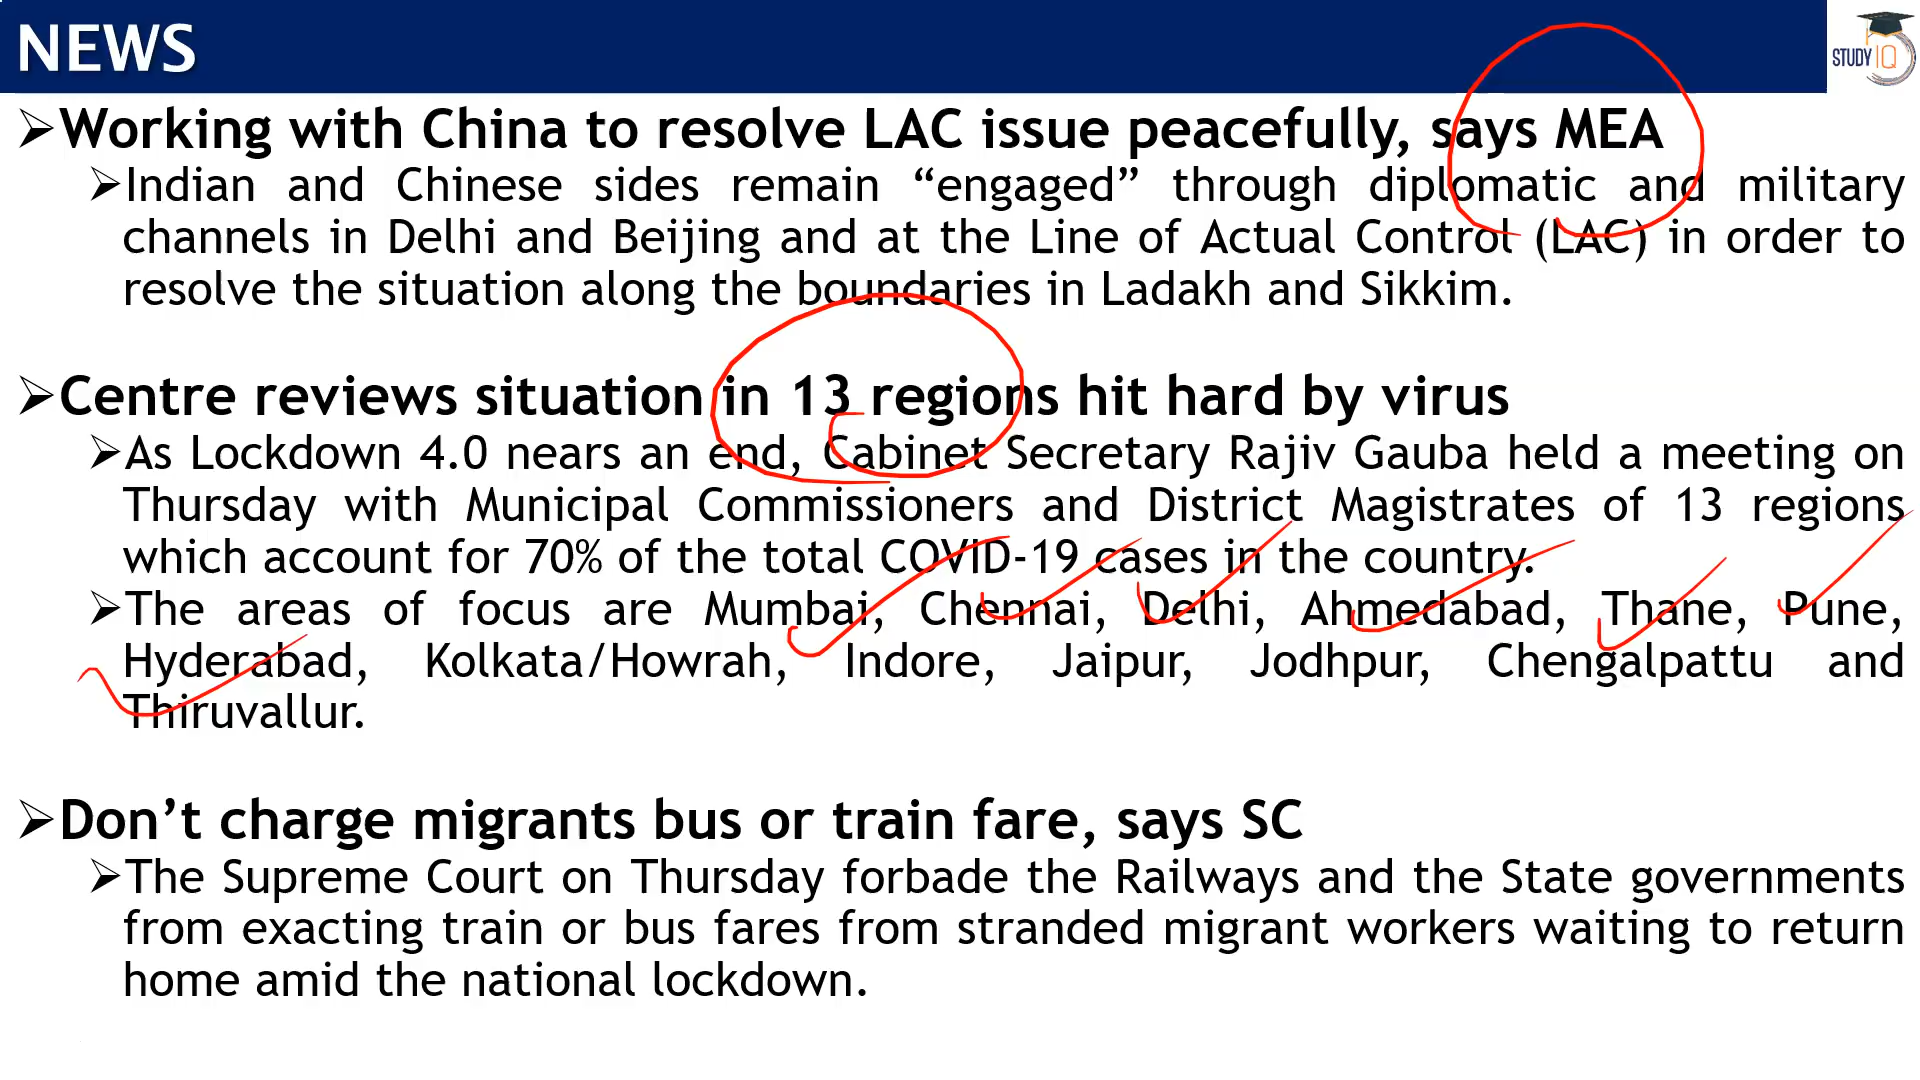 NEWS
STUDY IQ
➢Working with China to resolve LAC issue peacefully, says MEA
➢Indian and Chinese sides remain “engaged” through diplomatic and military
channels in Delhi and Beijing and at the Line of Actual Control (LAC) in order to
resolve the situation along the boundaries in Ladakh and Sikkim.
➢Centre reviews situation in 13 regions hit hard by virus
➢As Lockdown 4.0 nears an end, Cabinet Secretary Rajiv Gauba held a meeting on
Thursday with Municipal Commissioners and District Magistrates of 13 regions
which account for 70% of the total COVID-19 cases in the country.
➢The areas of focus are Mumbai, Chennai, Delhi, Ahmedabad, Thane, Pune,
Hyderabad, Kolkata/Howrah, Indore, Jaipur, Jodhpur, Chengalpattu and
Thiruvallur.
➢Don’t charge migrants bus or train fare, says SC
➢The Supreme Court on Thursday forbade the Railways and the State governments
from exacting train or bus fares from stranded migrant workers waiting to return
home amid the national lockdown.